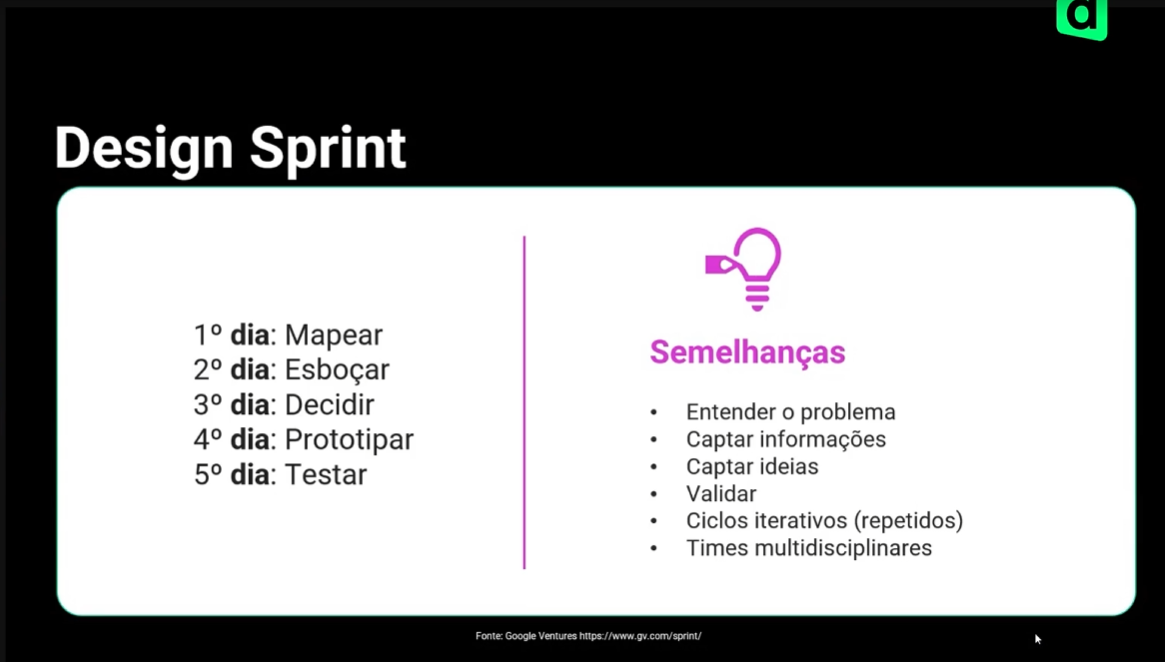 d
Design Sprint
1º dia: Mapear
2º dia: Esboçar
3º dia: Decidir
4º dia: Prototipar
5º dia: Testar
Semelhanças
• Entender o problema
• Captar informações
• Captar ideias
• Validar
• Ciclos iterativos (repetidos)
• Times multidisciplinares
Fonte: Google Ventures https://www.gv.com/sprint/